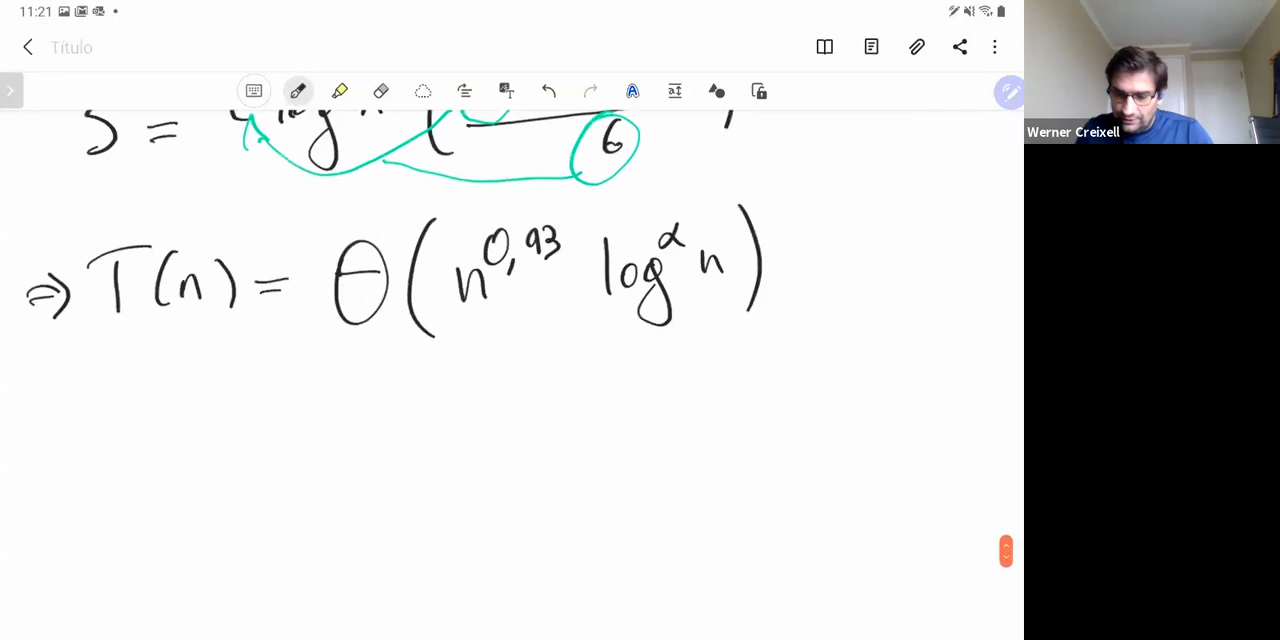 11:21
Título
Werner Creixell
6
⇒ T(n) = Θ( n^0,93 log^α n )